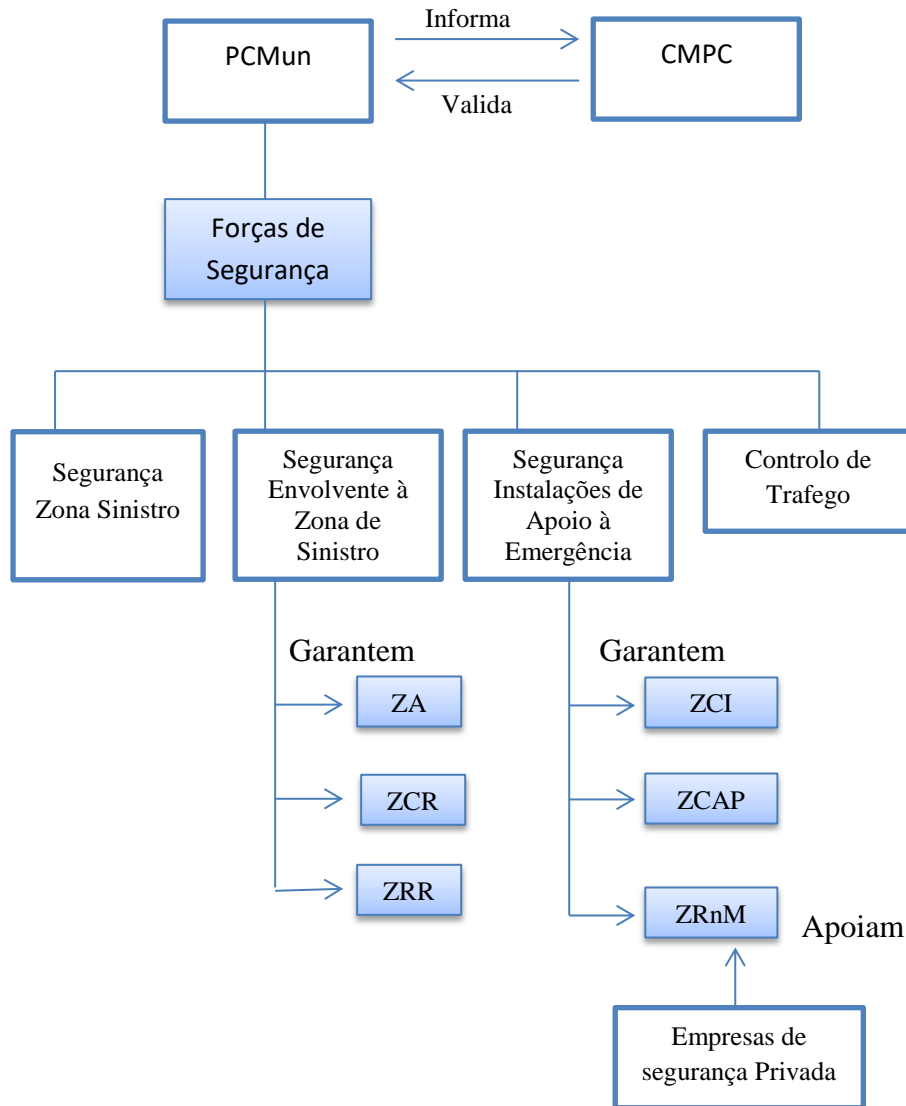 Informa
PCMun
CMPC
Valida
Forças de
Segurança
Segurança
Zona Sinistro
Segurança
Envolvente à
Zona de
Sinistro
Segurança
Instalações de
Apoio à
Emergência
Controlo de
Trafego
Garantem
ZA
ZCR
ZRR
Garantem
ZCI
ZCAP
ZRnM
Apoiam
Empresas de
segurança Privada